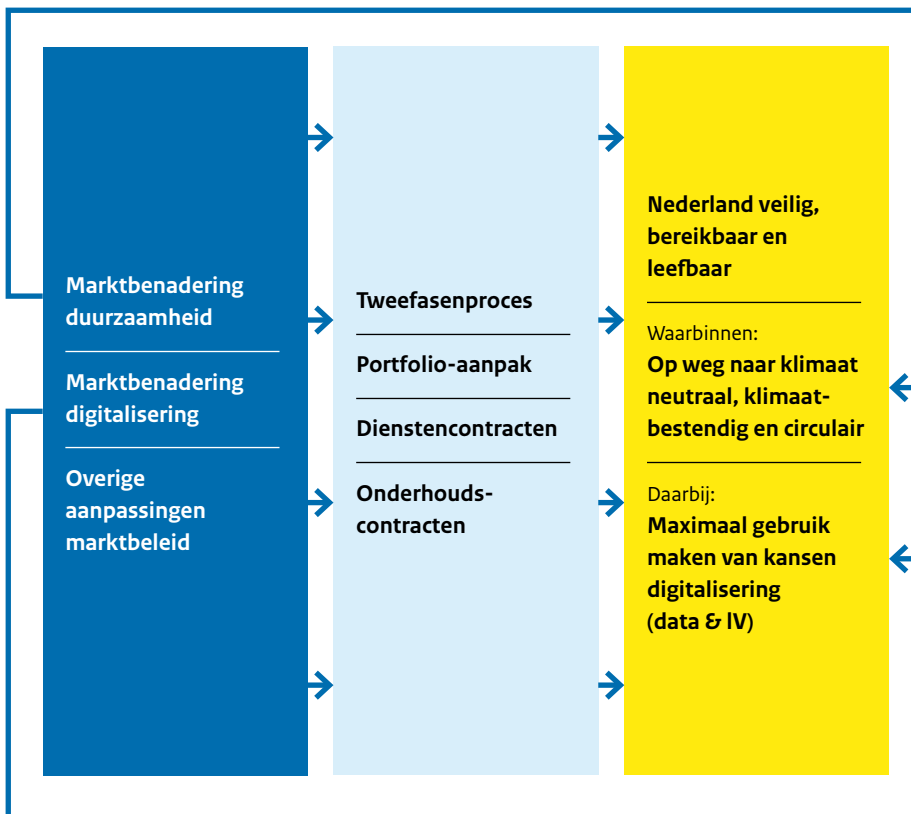 Marktbenadering
duurzaamheid
Marktbenadering
digitalisering
Overige
aanpassingen
marktbeleid
Tweefasenproces
Portfolio-aanpak
Dienstencontracten
Onderhouds-
contracten
Nederland veilig,
bereikbaar en
leefbaar
Waarbinnen:
Op weg naar klimaat
neutraal, klimaat-
bestendig en circulair
Daarbij:
Maximaal gebruik
maken van kansen
digitalisering
(data & IV)